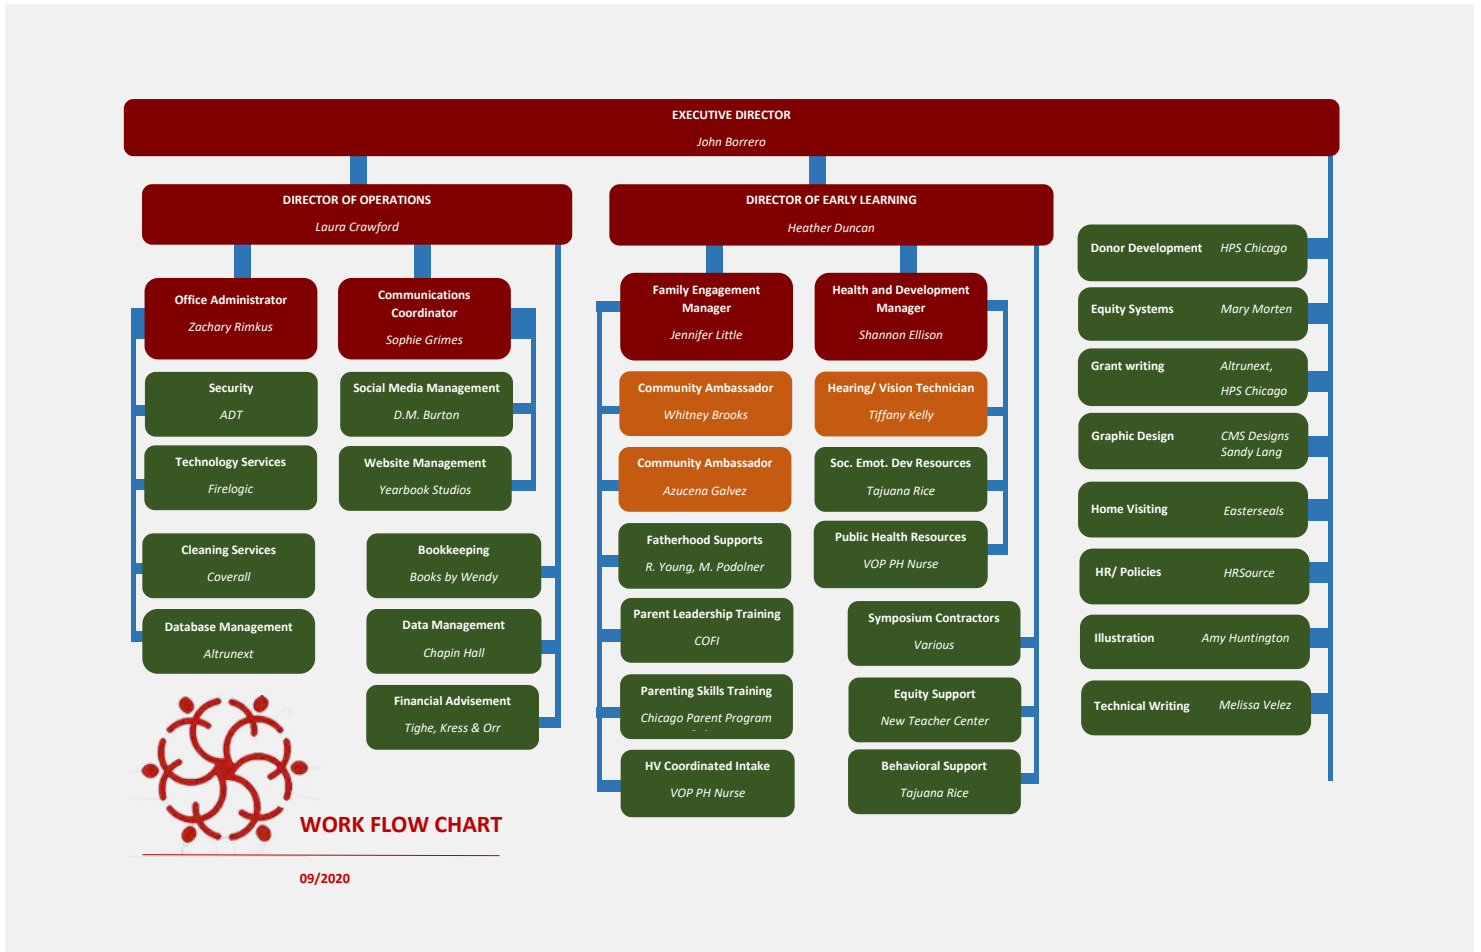 EXECUTIVE DIRECTOR
John Borrero
DIRECTOR OF OPERATIONS
Laura Crawford
Office Administrator
Zachary Rimkus
Security
ADT
Technology Services
Firelogic
Cleaning Services
Coverall
Database Management
Altrunext
Communications
Coordinator
Sophie Grimes
Social Media Management
D.M. Burton
Website Management
Yearbook Studios
Bookkeeping
Books by Wendy
Data Management
Chapin Hall
Financial Advisement
Tighe, Kress & Orr
DIRECTOR OF EARLY LEARNING
Heather Duncan
Family Engagement
Manager
Jennifer Little
Community Ambassador
Whitney Brooks
Community Ambassador
Azucena Galvez
Fatherhood Supports
R. Young, M. Podolner
Parent Leadership Training
COFI
Parenting Skills Training
Chicago Parent Program
HV Coordinated Intake
VOP PH Nurse
Health and Development
Manager
Shannon Ellison
Hearing/ Vision Technician
Tiffany Kelly
Soc. Emot. Dev Resources
Tajuana Rice
Public Health Resources
VOP PH Nurse
Symposium Contractors
Various
Equity Support
New Teacher Center
Behavioral Support
Tajuana Rice
Donor Development HPS Chicago
Equity Systems Mary Morten
Grant writing Altrunext,
HPS Chicago
Graphic Design CMS Designs
Sandy Lang
Home Visiting Easterseals
HR/ Policies HRSource
Illustration Amy Huntington
Technical Writing Melissa Velez
WORK FLOW CHART
09/2020